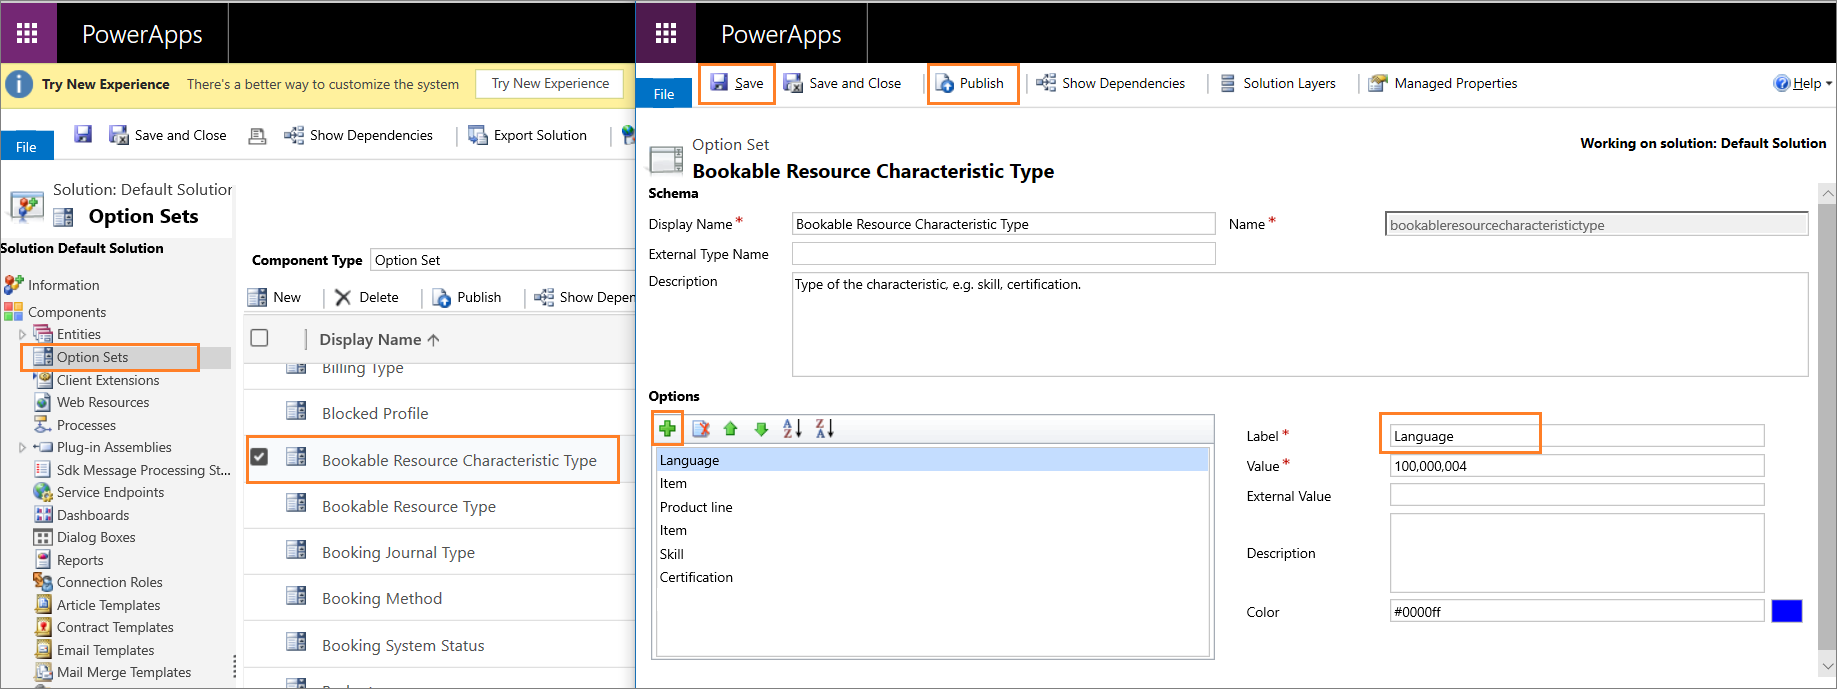 PowerApps
Try New Experience There's a better way to customize the system Try New Experience
File Save and Close Show Dependencies Export Solution
Solution: Default Solution
Option Sets
Solution Default Solution
Information
Components
Entities
Option Sets
Client Extensions
Web Resources
Processes
Plug-in Assemblies
Sdk Message Processing St...
Service Endpoints
Dashboards
Dialog Boxes
Reports
Connection Roles
Article Templates
Contract Templates
Email Templates
Mail Merge Templates
Component Type Option Set
New Delete Publish Show Depen
Display Name
Billing Type
Blocked Profile
Bookable Resource Characteristic Type
Bookable Resource Type
Booking Journal Type
Booking Method
Booking System Status
PowerApps
File Save Save and Close Publish Show Dependencies Solution Layers Managed Properties Help
Option Set
Bookable Resource Characteristic Type
Working on solution: Default Solution
Schema
Display Name * Bookable Resource Characteristic Type Name * bookableresourcecharacteristictype
External Type Name
Description Type of the characteristic, e.g. skill, certification.
Options
Language
Item
Product line
Item
Skill
Certification
Label * Language
Value * 100,000,004
External Value
Description
Color #0000ff